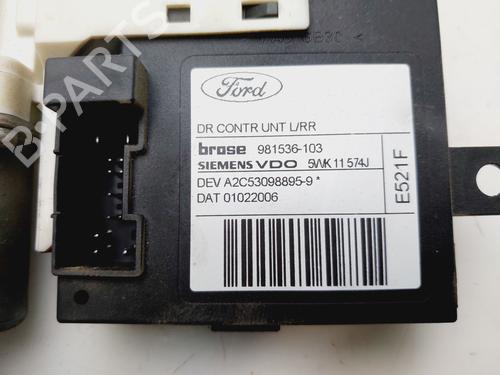 Ford
DR CONTR UNT L/RR
brose 981536-103
SIEMENS VDO 5WK 11 574J
DEV A2C53098895-9 *
DAT 01022006
E521F
B-PARTS